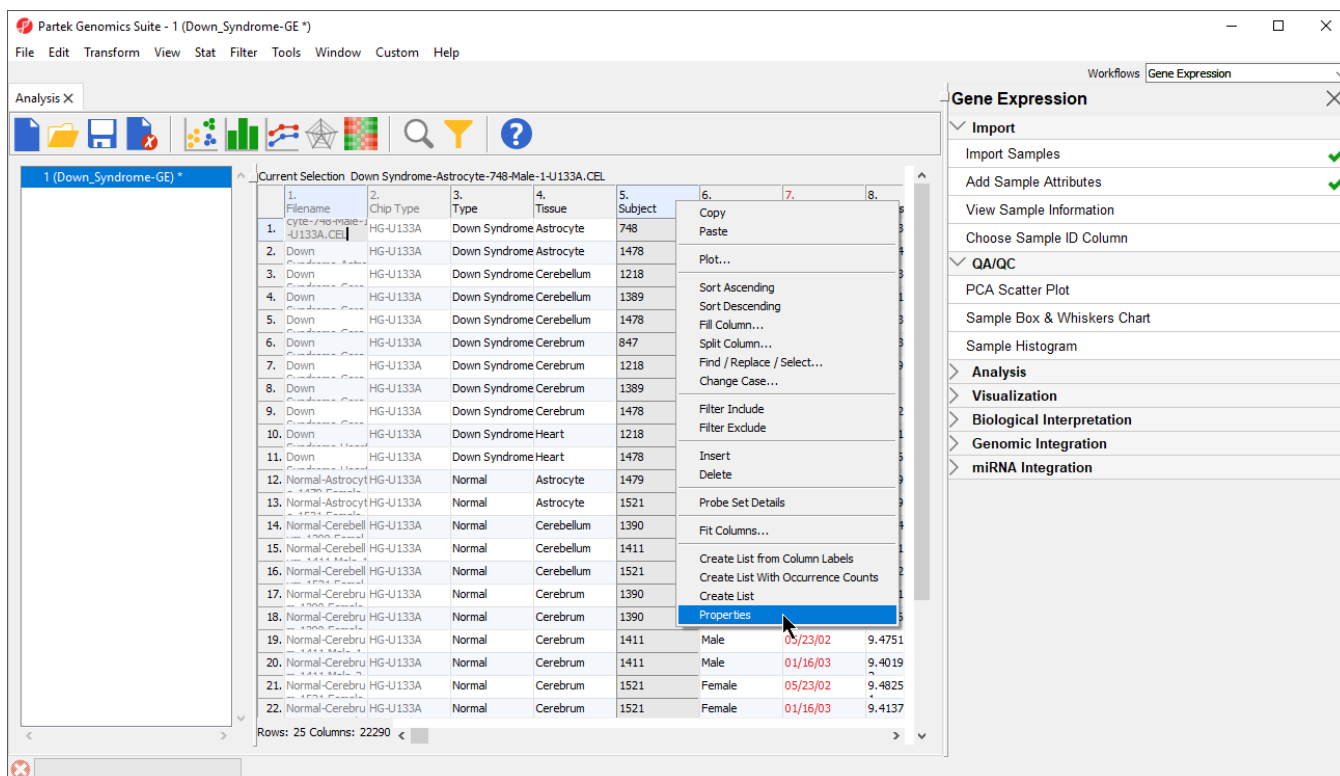 Partek Genomics Suite - 1 (Down_Syndrome-GE *)
File Edit Transform View Stat Filter Tools Window Custom Help
Workflows Gene Expression
Analysis X
1 (Down_Syndrome-GE) *
Current Selection Down Syndrome-Astrocyte-748-Male-1-U133A.CEL
1. Filename 2. Chip Type 3. Type 4. Tissue 5. Subject 6. 7. 8.
1. cyte-748-Male-1-U133A.CEL HG-U133A Down Syndrome Astrocyte 748
2. Down HG-U133A Down Syndrome Astrocyte 1478
3. Down HG-U133A Down Syndrome Cerebellum 1218
4. Down HG-U133A Down Syndrome Cerebellum 1389
5. Down HG-U133A Down Syndrome Cerebellum 1478
6. Down HG-U133A Down Syndrome Cerebrum 847
7. Down HG-U133A Down Syndrome Cerebrum 1218
8. Down HG-U133A Down Syndrome Cerebrum 1389
9. Down HG-U133A Down Syndrome Cerebrum 1478
10. Down HG-U133A Down Syndrome Heart 1218
11. Down HG-U133A Down Syndrome Heart 1478
12. Normal-Astrocyt HG-U133A Normal Astrocyte 1479
13. Normal-Astrocyt HG-U133A Normal Astrocyte 1521
14. Normal-Cerebell HG-U133A Normal Cerebellum 1390
15. Normal-Cerebell HG-U133A Normal Cerebellum 1411
16. Normal-Cerebell HG-U133A Normal Cerebellum 1521
17. Normal-Cerebru HG-U133A Normal Cerebrum 1390
18. Normal-Cerebru HG-U133A Normal Cerebrum 1390
19. Normal-Cerebru HG-U133A Normal Cerebrum 1411 Male 05/23/02 9.4751
20. Normal-Cerebru HG-U133A Normal Cerebrum 1411 Male 01/16/03 9.4019
21. Normal-Cerebru HG-U133A Normal Cerebrum 1521 Female 05/23/02 9.4825
22. Normal-Cerebru HG-U133A Normal Cerebrum 1521 Female 01/16/03 9.4137
Rows: 25 Columns: 22290
Copy
Paste
Plot...
Sort Ascending
Sort Descending
Fill Column...
Split Column...
Find / Replace / Select...
Change Case...
Filter Include
Filter Exclude
Insert
Delete
Probe Set Details
Fit Columns...
Create List from Column Labels
Create List With Occurrence Counts
Create List
Properties
Gene Expression
Import
Import Samples
Add Sample Attributes
View Sample Information
Choose Sample ID Column
QA/QC
PCA Scatter Plot
Sample Box & Whiskers Chart
Sample Histogram
Analysis
Visualization
Biological Interpretation
Genomic Integration
miRNA Integration